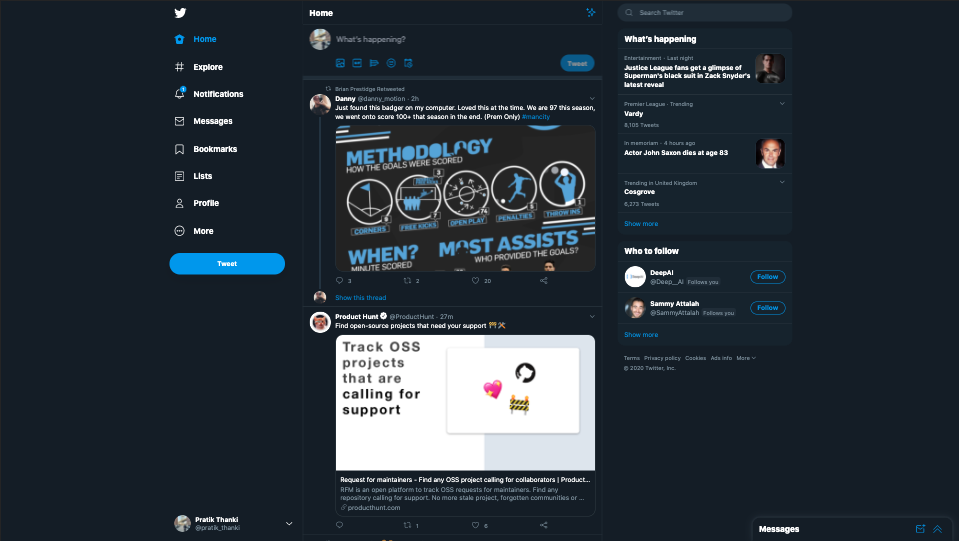 Home
Explore
1
Notifications
Messages
Bookmarks
Lists
Profile
More
Tweet
Pratik Thanki
@pratik_thanki
Home
What's happening?
Tweet
Brian Prestidge Retweeted
Danny @danny_motion · 2h
Just found this badger on my computer. Loved this at the time. We are 97 this season,
we went onto score 100+ that season in the end. (Prem Only) #mancity
METHODOLOGY
HOW THE GOALS WERE SCORED
CORNERS
FREE KICKS
OPEN PLAY
PENALTIES
THROW INS
6
3
74
5
WHEN?
MINUTE SCORED
MOST ASSISTS
WHO PROVIDED THE GOALS?
3
2
20
Show this thread
Product Hunt @ProductHunt · 27m
Find open-source projects that need your support 🚧🛠
Track OSS
projects
that are
calling for
support
Request for maintainers - Find any OSS project calling for collaborators | Product...
RFM is an open platform to track OSS requests for maintainers. Find any
repository calling for support. No more stale project, forgotten communities or ...
producthunt.com
1
6
Search Twitter
What's happening
Entertainment · Last night
Justice League fans get a glimpse of
Superman's black suit in Zack Snyder's
latest reveal
Premier League · Trending
Vardy
8,105 Tweets
In memoriam · 4 hours ago
Actor John Saxon dies at age 83
Trending in United Kingdom
Cosgrove
6,273 Tweets
Show more
Who to follow
DeepAI
@Deep__AI Follows you
Follow
Sammy Attalah
@SammyAttalah Follows you
Follow
Show more
Terms Privacy policy Cookies Ads info More
© 2020 Twitter, Inc.
Messages